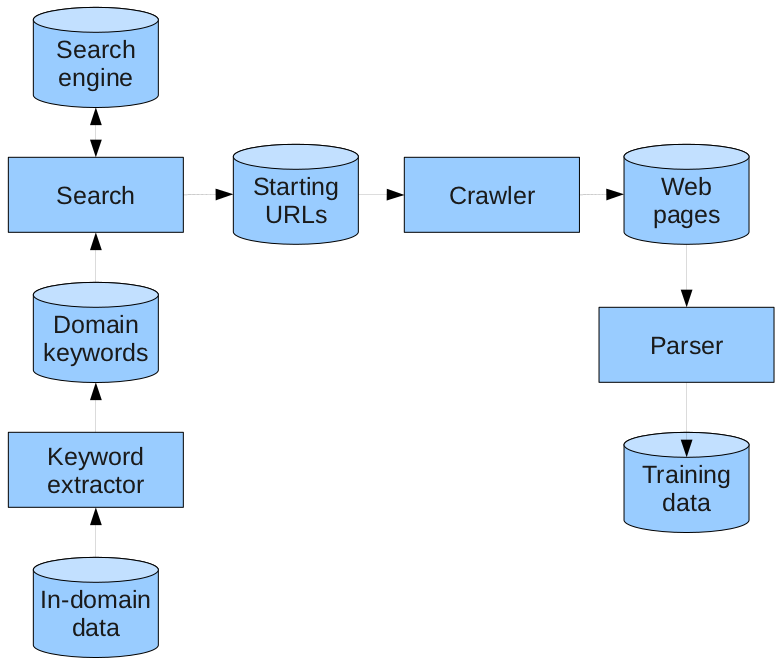 Search
engine
Search
Starting
URLs
Crawler
Web
pages
Domain
keywords
Parser
Keyword
extractor
Training
data
In-domain
data